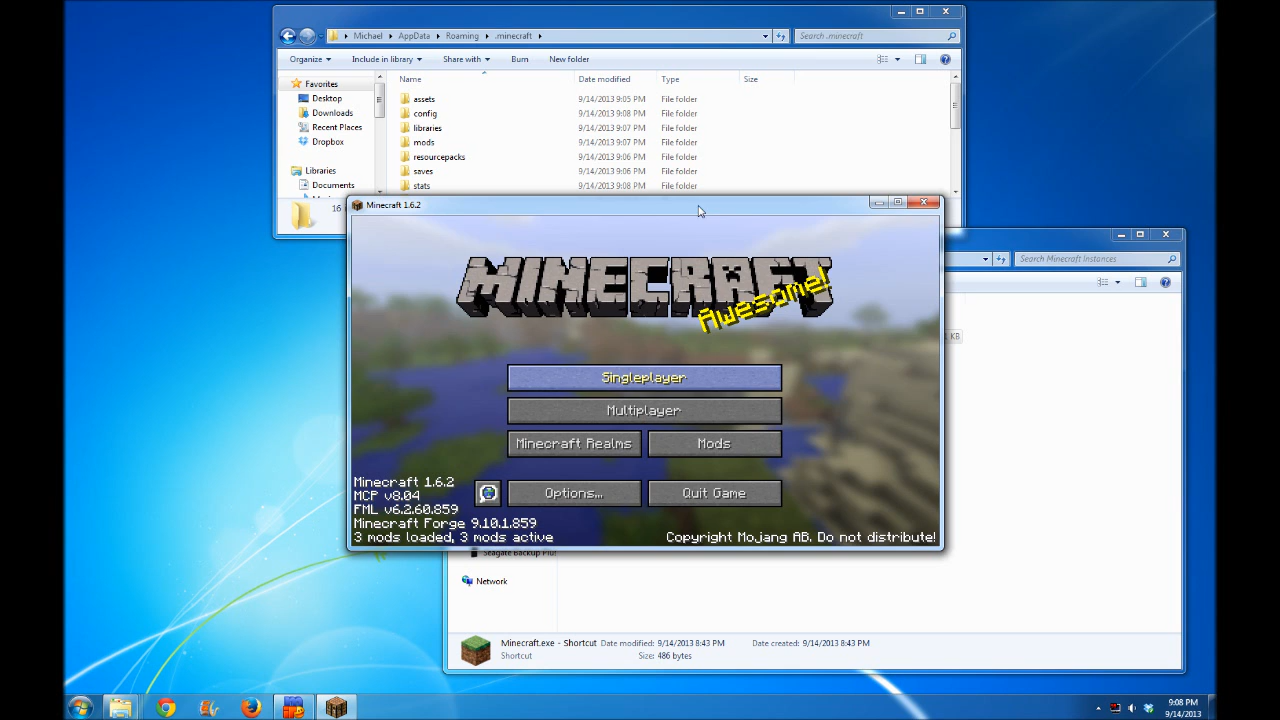 Michael AppData Roaming .minecraft
Search .minecraft
Organize Include in library Share with Burn New folder
Favorites
Desktop
Downloads
Recent Places
Dropbox
Libraries
Documents
Name Date modified Type Size
assets 9/14/2013 9:05 PM File folder
config 9/14/2013 9:08 PM File folder
libraries 9/14/2013 9:07 PM File folder
mods 9/14/2013 9:07 PM File folder
resourcepacks 9/14/2013 9:06 PM File folder
saves 9/14/2013 9:07 PM File folder
stats 9/14/2013 9:08 PM File folder
16
Minecraft 1.6.2
MINECRAFT
Awesome!
Singleplayer
Multiplayer
Minecraft Realms Mods
Options... Quit Game
Minecraft 1.6.2
MCP v8.04
FML v6.2.60.859
Minecraft Forge 9.10.1.859
3 mods loaded, 3 mods active
Copyright Mojang AB. Do not distribute!
Search Minecraft Instances
KB
Seagate Backup Plu
Network
Minecraft.exe - Shortcut Date modified: 9/14/2013 8:43 PM Date created: 9/14/2013 8:43 PM
Shortcut Size: 486 bytes
9:08 PM
9/14/2013